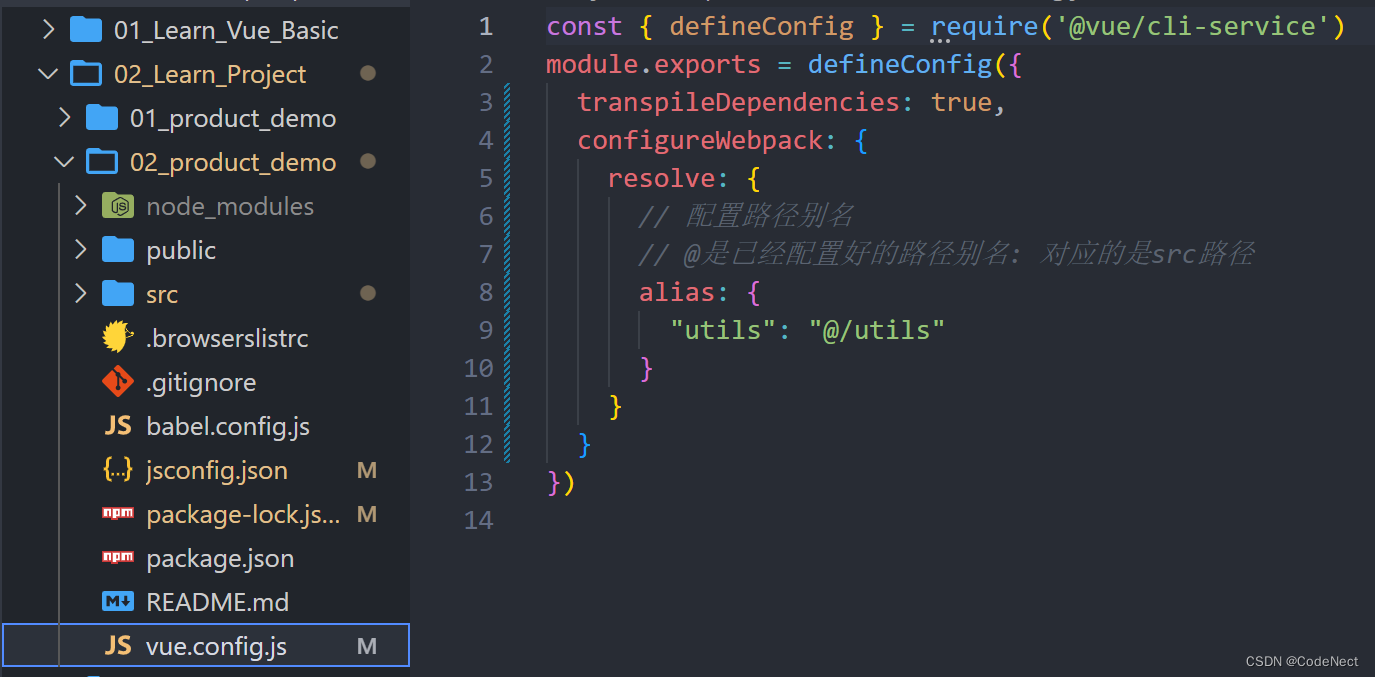 01_Learn_Vue_Basic
02_Learn_Project
01_product_demo
02_product_demo
node_modules
public
src
.browserslistrc
.gitignore
JS babel.config.js
{...} jsconfig.json M
npm package-lock.js... M
npm package.json
M↓ README.md
JS vue.config.js M
1 const { defineConfig } = require('@vue/cli-service')
2 module.exports = defineConfig({
3 transpileDependencies: true,
4 configureWebpack: {
5 resolve: {
6 // 配置路径别名
7 // @是已经配置好的路径别名: 对应的是src路径
8 alias: {
9 "utils": "@/utils"
10 }
11 }
12 }
13 })
14
CSDN @CodeNect